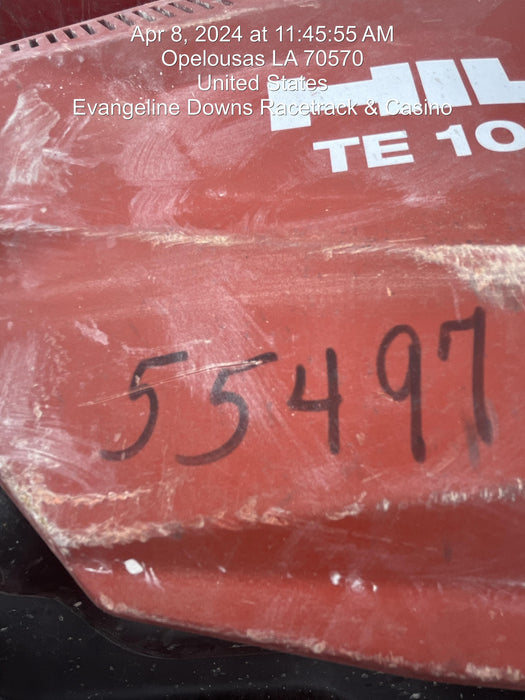 Apr 8, 2024 at 11:45:55 AM
Opelousas LA 70570
United States
Evangeline Downs Racetrack & Casino
HIL
TE 10
55497